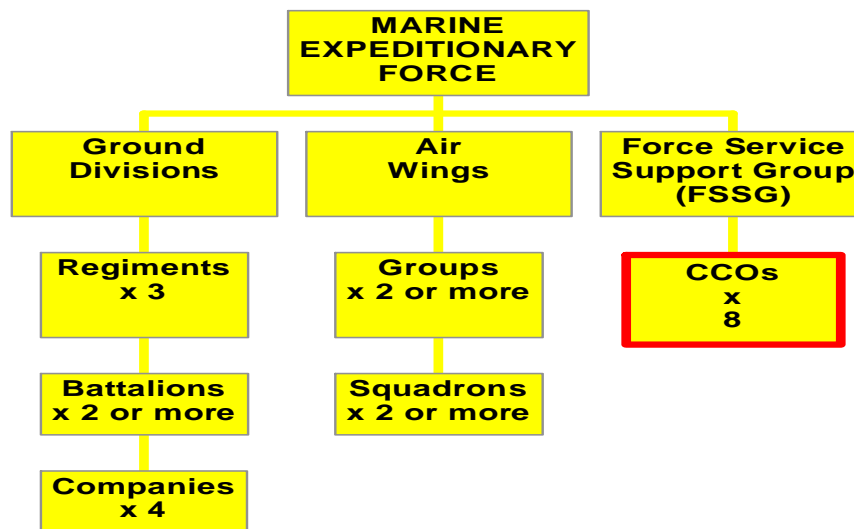 MARINE
EXPEDITIONARY
FORCE
Ground
Divisions
Air
Wings
Force Service
Support Group
(FSSG)
Regiments
x 3
Groups
x 2 or more
CCOs
x
8
Battalions
x 2 or more
Squadrons
x 2 or more
Companies
x 4